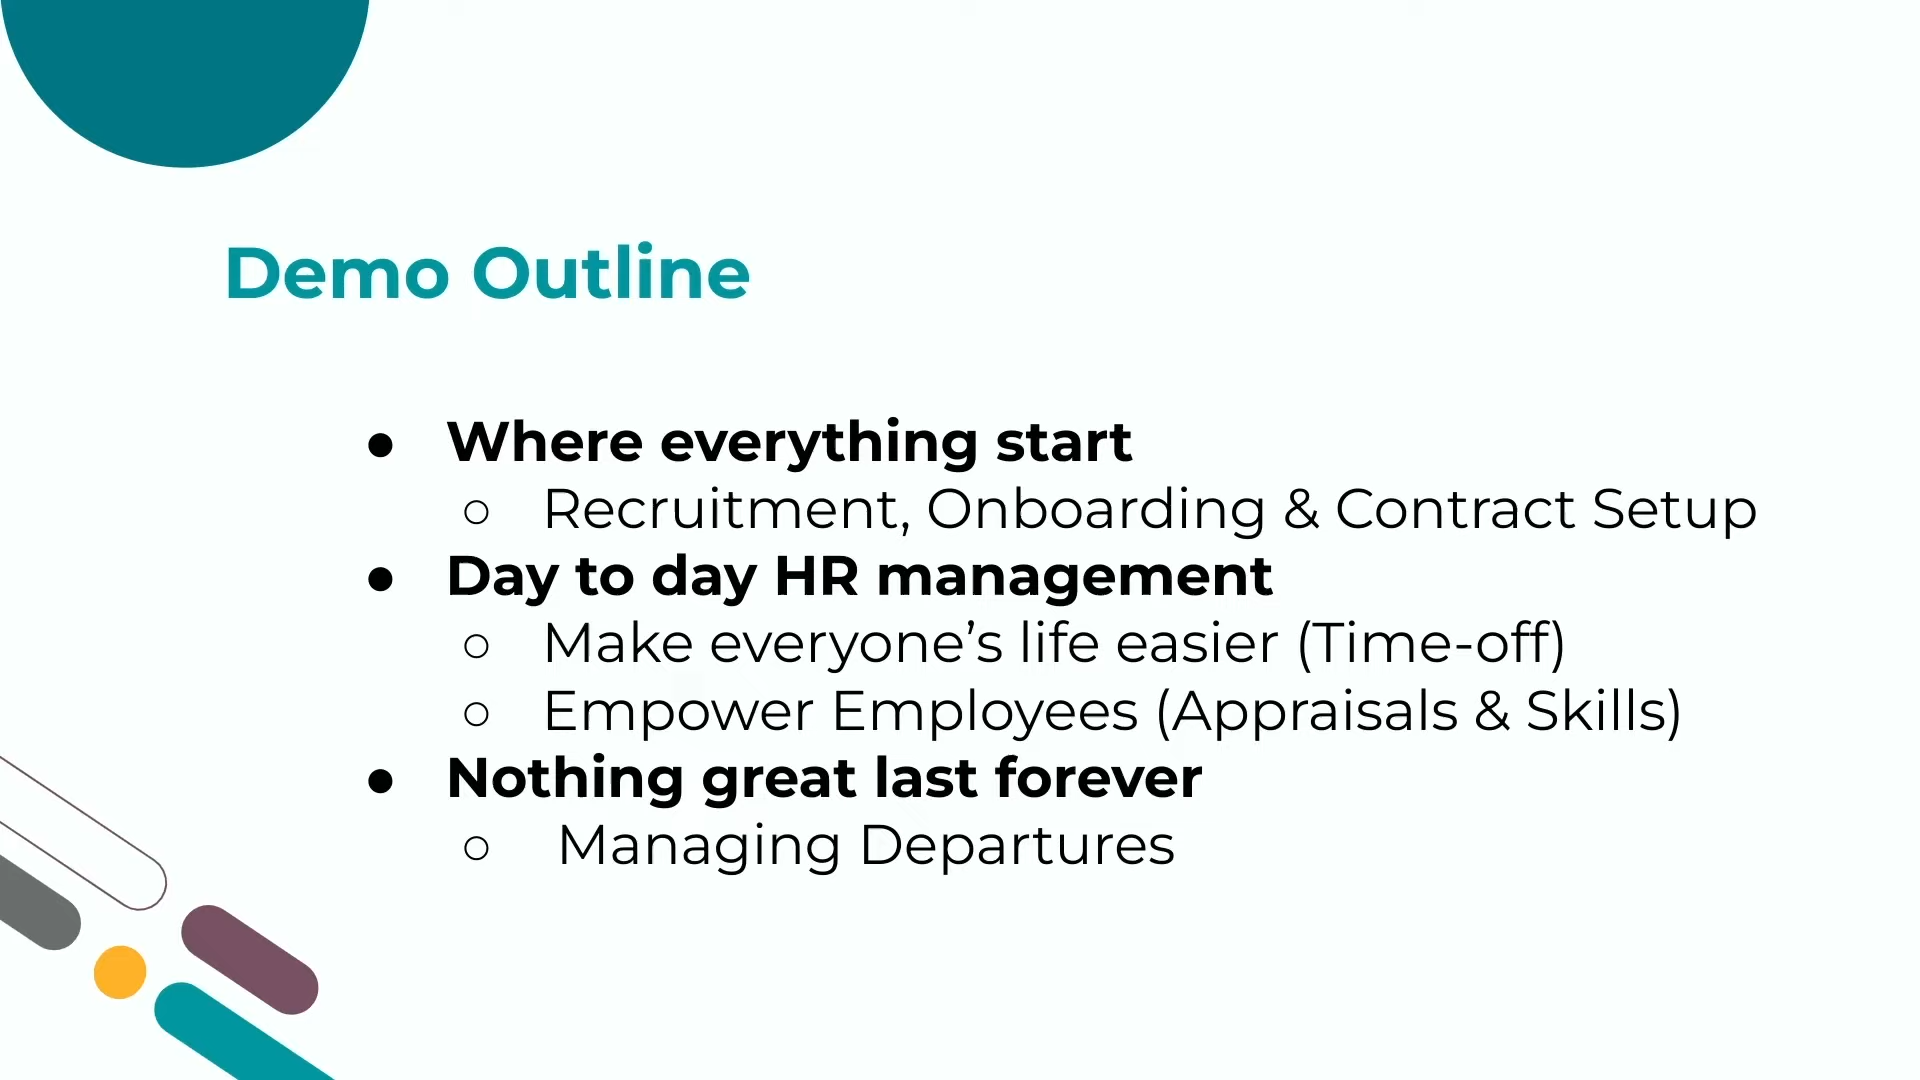 Demo Outline
● Where everything start
○ Recruitment, Onboarding & Contract Setup
● Day to day HR management
○ Make everyone’s life easier (Time-off)
○ Empower Employees (Appraisals & Skills)
● Nothing great last forever
○ Managing Departures